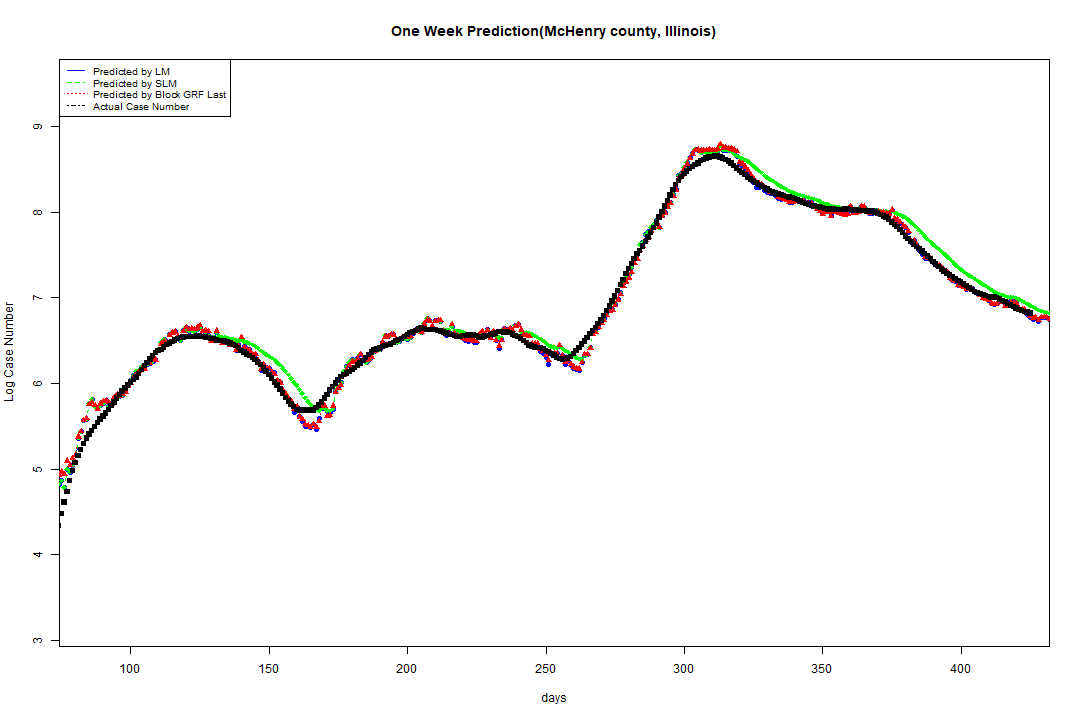 One Week Prediction(McHenry county, Illinois)
Predicted by LM
Predicted by SLM
Predicted by Block GRF Last
Actual Case Number
9
8
7
6
5
4
3
Log Case Number
100 150 200 250 300 350 400
days